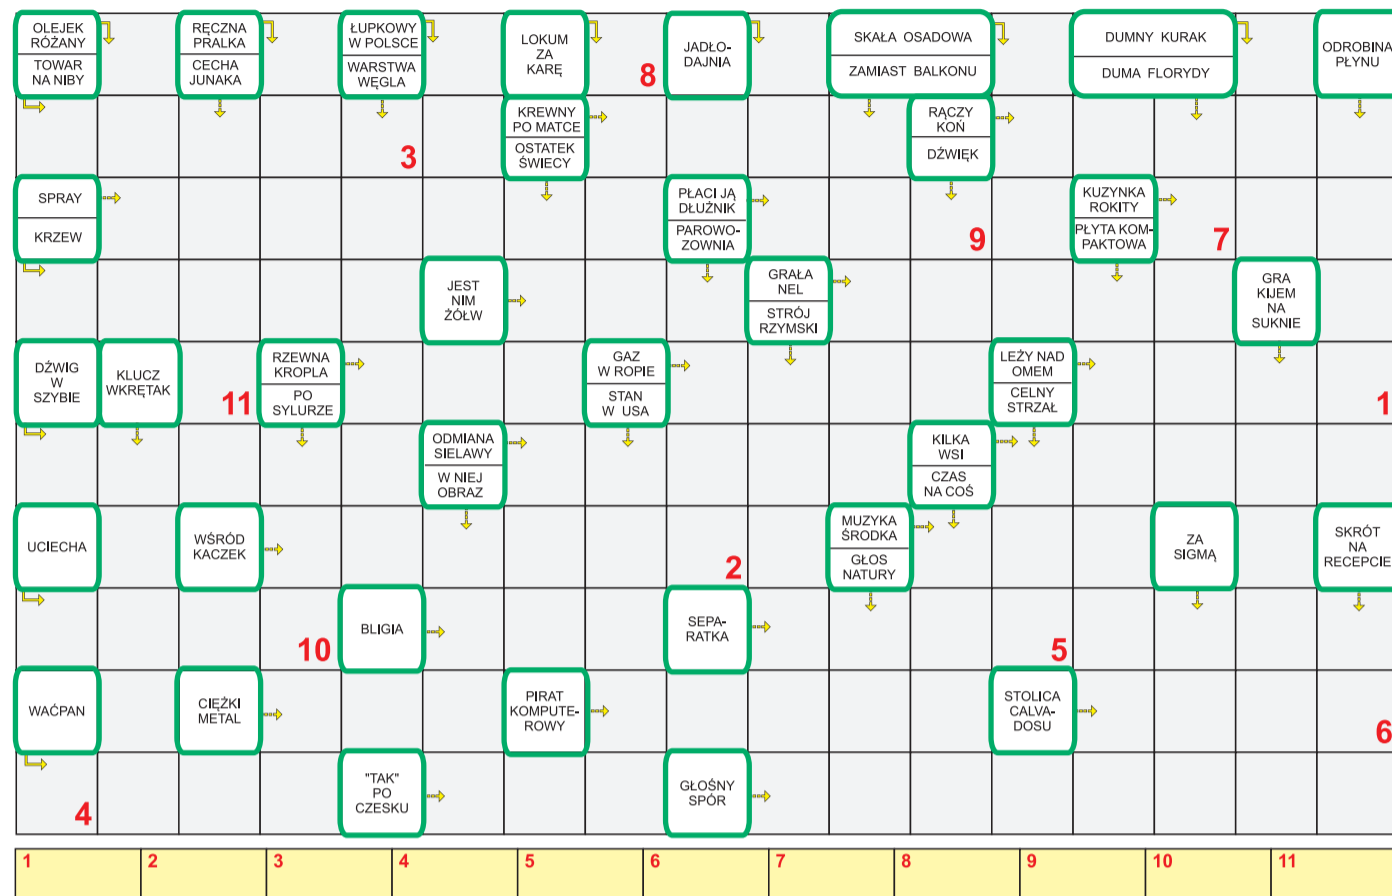 OLEJEK
RÓŻANY
TOWAR
NA NIBY
RĘCZNA
PRALKA
CECHA
JUNAKA
ŁUPKOWY
W POLSCE
WARSTWA
WĘGLA
LOKUM
ZA
KARĘ
8
JADŁO-
DAJNIA
SKAŁA OSADOWA
ZAMIAST BALKONU
DUMNY KURAK
DUMA FLORYDY
ODROBINA
PŁYNU
3
KREWNY
PO MATCE
OSTATEK
ŚWIECY
RĄCZY
KOŃ
DŹWIĘK
SPRAY
KRZEW
PŁACI JĄ
DŁUŻNIK
PAROWO-
ZOWNIA
9
KUZYNKA
ROKITY
PŁYTA KOM-
PAKTOWA
7
JEST
NIM
ŻÓŁW
GRAŁA
NEL
STRÓJ
RZYMSKI
GRA
KIJEM
NA
SUKNIE
DŹWIG
W
SZYBIE
KLUCZ
WKRĘTAK
11
RZEWNA
KROPLA
PO
SYLURZE
GAZ
W ROPIE
STAN
W USA
LEŻY NAD
OMEM
CELNY
STRZAŁ
1
ODMIANA
SIELAWY
W NIEJ
OBRAZ
KILKA
WSI
CZAS
NA COŚ
UCIECHA
WŚRÓD
KACZEK
2
MUZYKA
ŚRODKA
GŁOS
NATURY
ZA
SIGMĄ
SKRÓT
NA
RECEPCIE
10
BLIGIA
SEPA-
RATKA
5
WAĆPAN
CIĘŻKI
METAL
PIRAT
KOMPUTE-
ROWY
STOLICA
CALVA-
DOSU
6
4
"TAK"
PO
CZESKU
GŁOŚNY
SPÓR
1 2 3 4 5 6 7 8 9 10 11